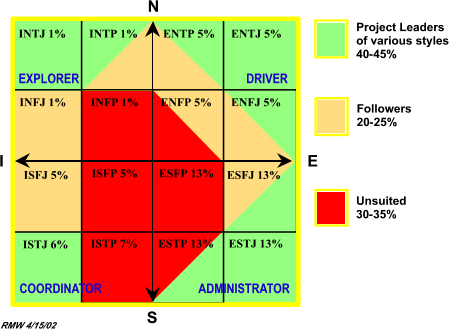 N
INTJ 1% INTP 1% ENTP 5% ENTJ 5%
EXPLORER DRIVER
INFJ 1% INFP 1% ENFP 5% ENFJ 5%
I E
ISFJ 5% ISFP 5% ESFP 13% ESFJ 13%
ISTJ 6% ISTP 7% ESTP 13% ESTJ 13%
COORDINATOR ADMINISTRATOR
S
Project Leaders
of various styles
40-45%
Followers
20-25%
Unsuited
30-35%
RMW 4/15/02